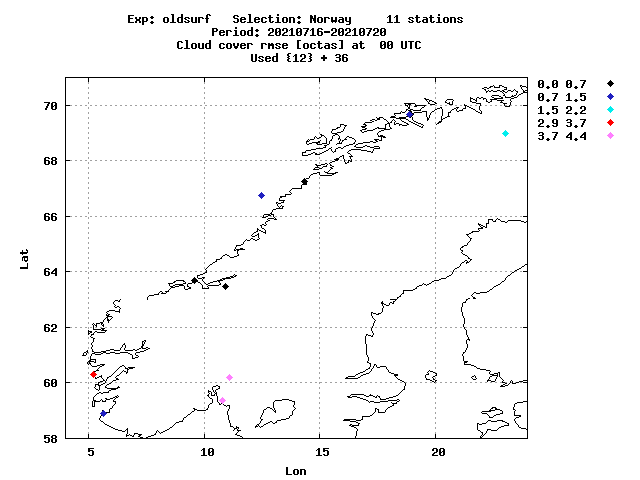 Exp: oldsurf   Selection: Norway     11 stations
Period: 20210716-20210720
Cloud cover rmse [octas] at  00 UTC
Used {12} + 36
0.0 0.7
0.7 1.5
1.5 2.2
2.9 3.7
3.7 4.4
70
68
66
64
62
60
58
Lat
5 10 15 20
Lon